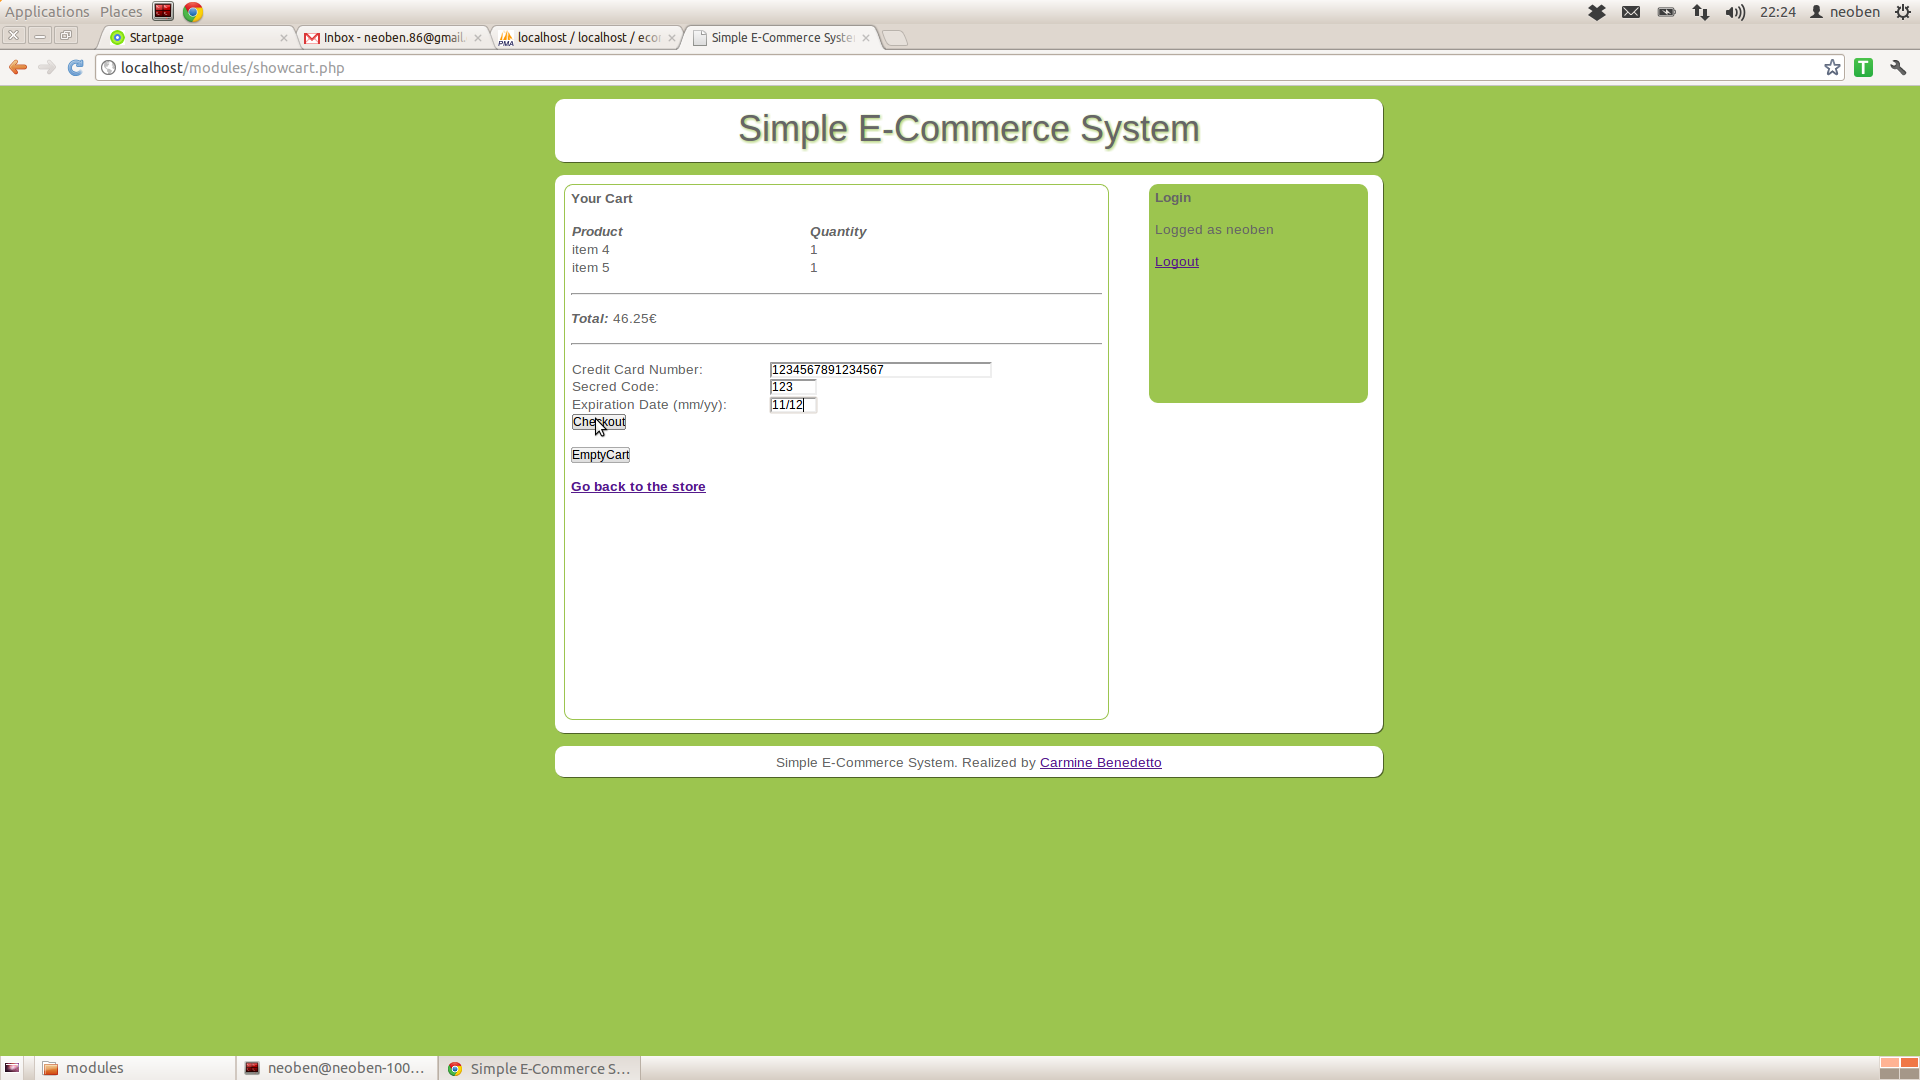 Applications Places 22:24 neoben
Startpage Inbox - neoben.86@gmail. localhost / localhost / eco Simple E-Commerce Syste
localhost/modules/showcart.php T
Simple E-Commerce System
Your Cart
Product Quantity
item 4 1
item 5 1
Total: 46.25€
Credit Card Number: 1234567891234567
Secred Code: 123
Expiration Date (mm/yy): 11/12
Checkout
EmptyCart
Go back to the store
Login
Logged as neoben
Logout
Simple E-Commerce System. Realized by Carmine Benedetto
modules neoben@neoben-100... Simple E-Commerce S...